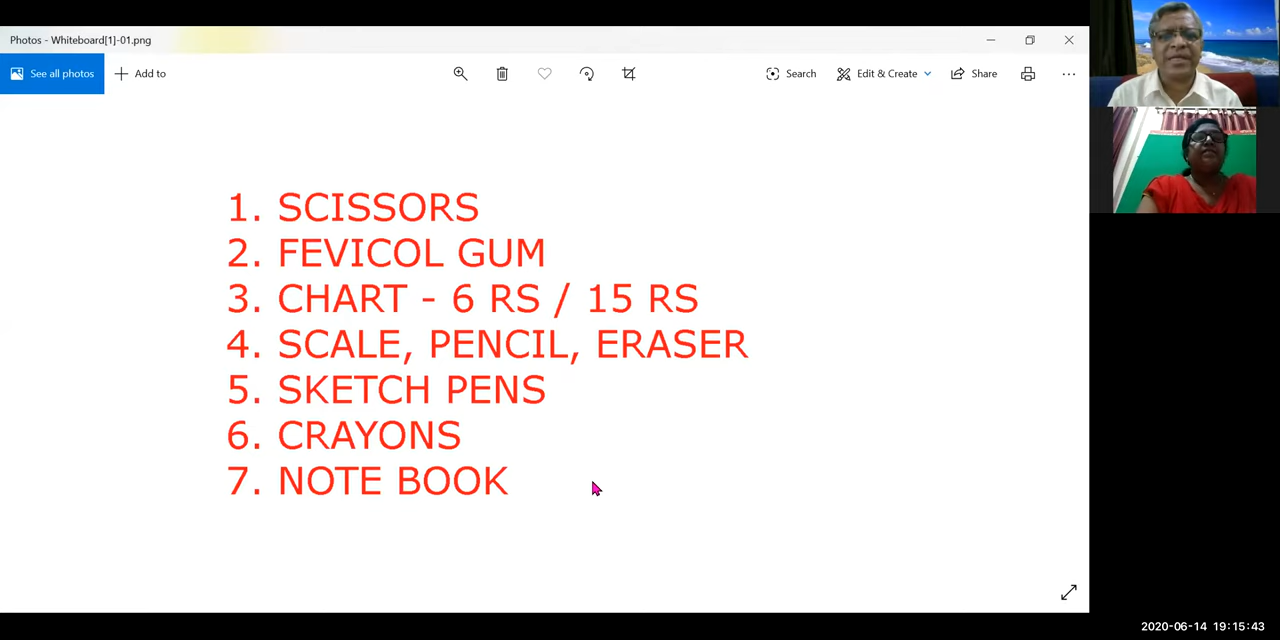 Photos - Whiteboard[1]-01.png
See all photos
Add to
Search
Edit & Create
Share
1. SCISSORS
2. FEVICOL GUM
3. CHART - 6 RS / 15 RS
4. SCALE, PENCIL, ERASER
5. SKETCH PENS
6. CRAYONS
7. NOTE BOOK
2020-06-14 19:15:43